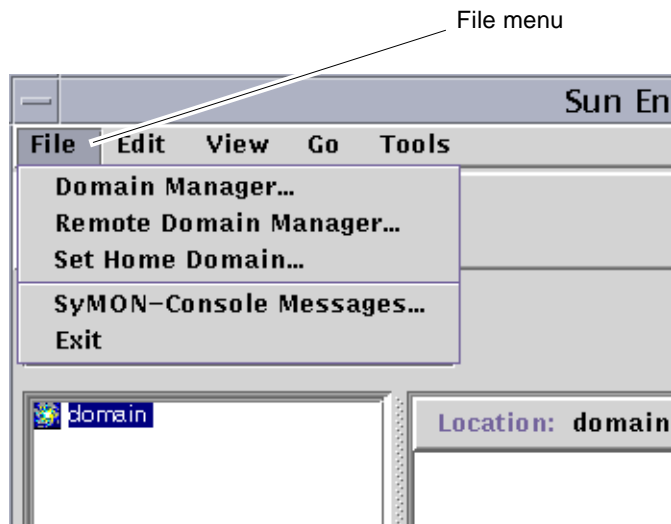 File menu
Sun En
File Edit View Go Tools
Domain Manager...
Remote Domain Manager...
Set Home Domain...
SyMON-Console Messages...
Exit
domain
Location: domain